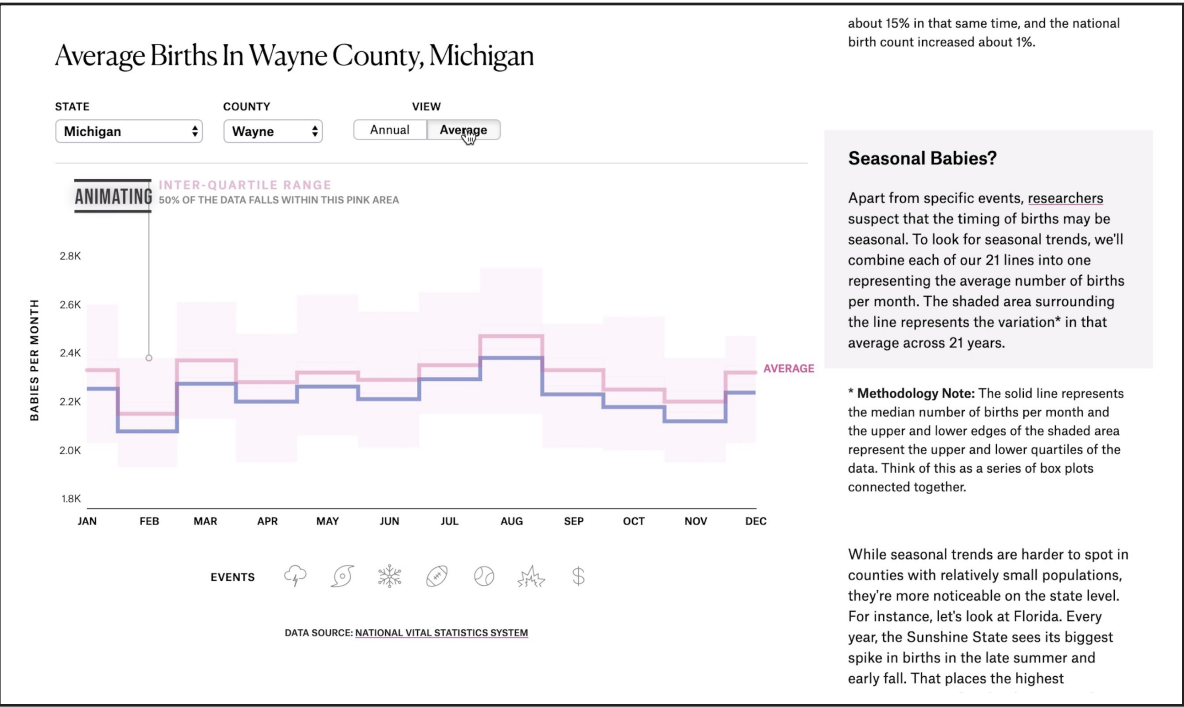 about 15% in that same time, and the national
birth count increased about 1%.
Average Births In Wayne County, Michigan
STATE
COUNTY
VIEW
Michigan
Wayne
Annual
Average
ANIMATING
INTER-QUARTILE RANGE
50% OF THE DATA FALLS WITHIN THIS PINK AREA
BABIES PER MONTH
2.8K
2.6K
2.4K
2.2K
2.0K
1.8K
AVERAGE
JAN FEB MAR APR MAY JUN JUL AUG SEP OCT NOV DEC
EVENTS
$
DATA SOURCE: NATIONAL VITAL STATISTICS SYSTEM
Seasonal Babies?
Apart from specific events, researchers
suspect that the timing of births may be
seasonal. To look for seasonal trends, we'll
combine each of our 21 lines into one
representing the average number of births
per month. The shaded area surrounding
the line represents the variation* in that
average across 21 years.
* Methodology Note: The solid line represents
the median number of births per month and
the upper and lower edges of the shaded area
represent the upper and lower quartiles of the
data. Think of this as a series of box plots
connected together.
While seasonal trends are harder to spot in
counties with relatively small populations,
they're more noticeable on the state level.
For instance, let's look at Florida. Every
year, the Sunshine State sees its biggest
spike in births in the late summer and
early fall. That places the highest